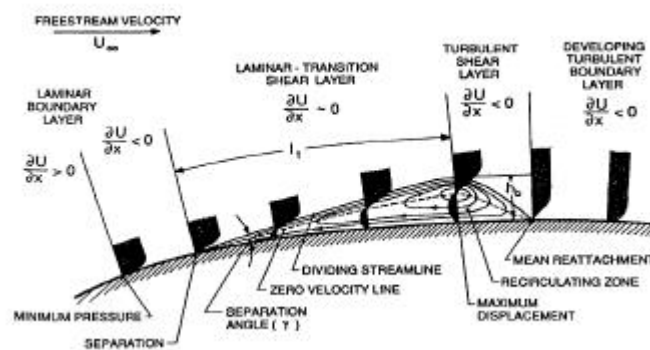 FREESTREAM VELOCITY
U∞
LAMINAR
BOUNDARY
LAYER
∂U/∂x > 0
∂U/∂x < 0
LAMINAR - TRANSITION
SHEAR LAYER
∂U/∂x ~ 0
l₁
TURBULENT
SHEAR
LAYER
∂U/∂x < 0
DEVELOPING
TURBULENT
BOUNDARY
LAYER
∂U/∂x < 0
MINIMUM PRESSURE
SEPARATION
SEPARATION
ANGLE ( γ )
ZERO VELOCITY LINE
DIVIDING STREAMLINE
MEAN REATTACHMENT
RECIRCULATING ZONE
MAXIMUM
DISPLACEMENT